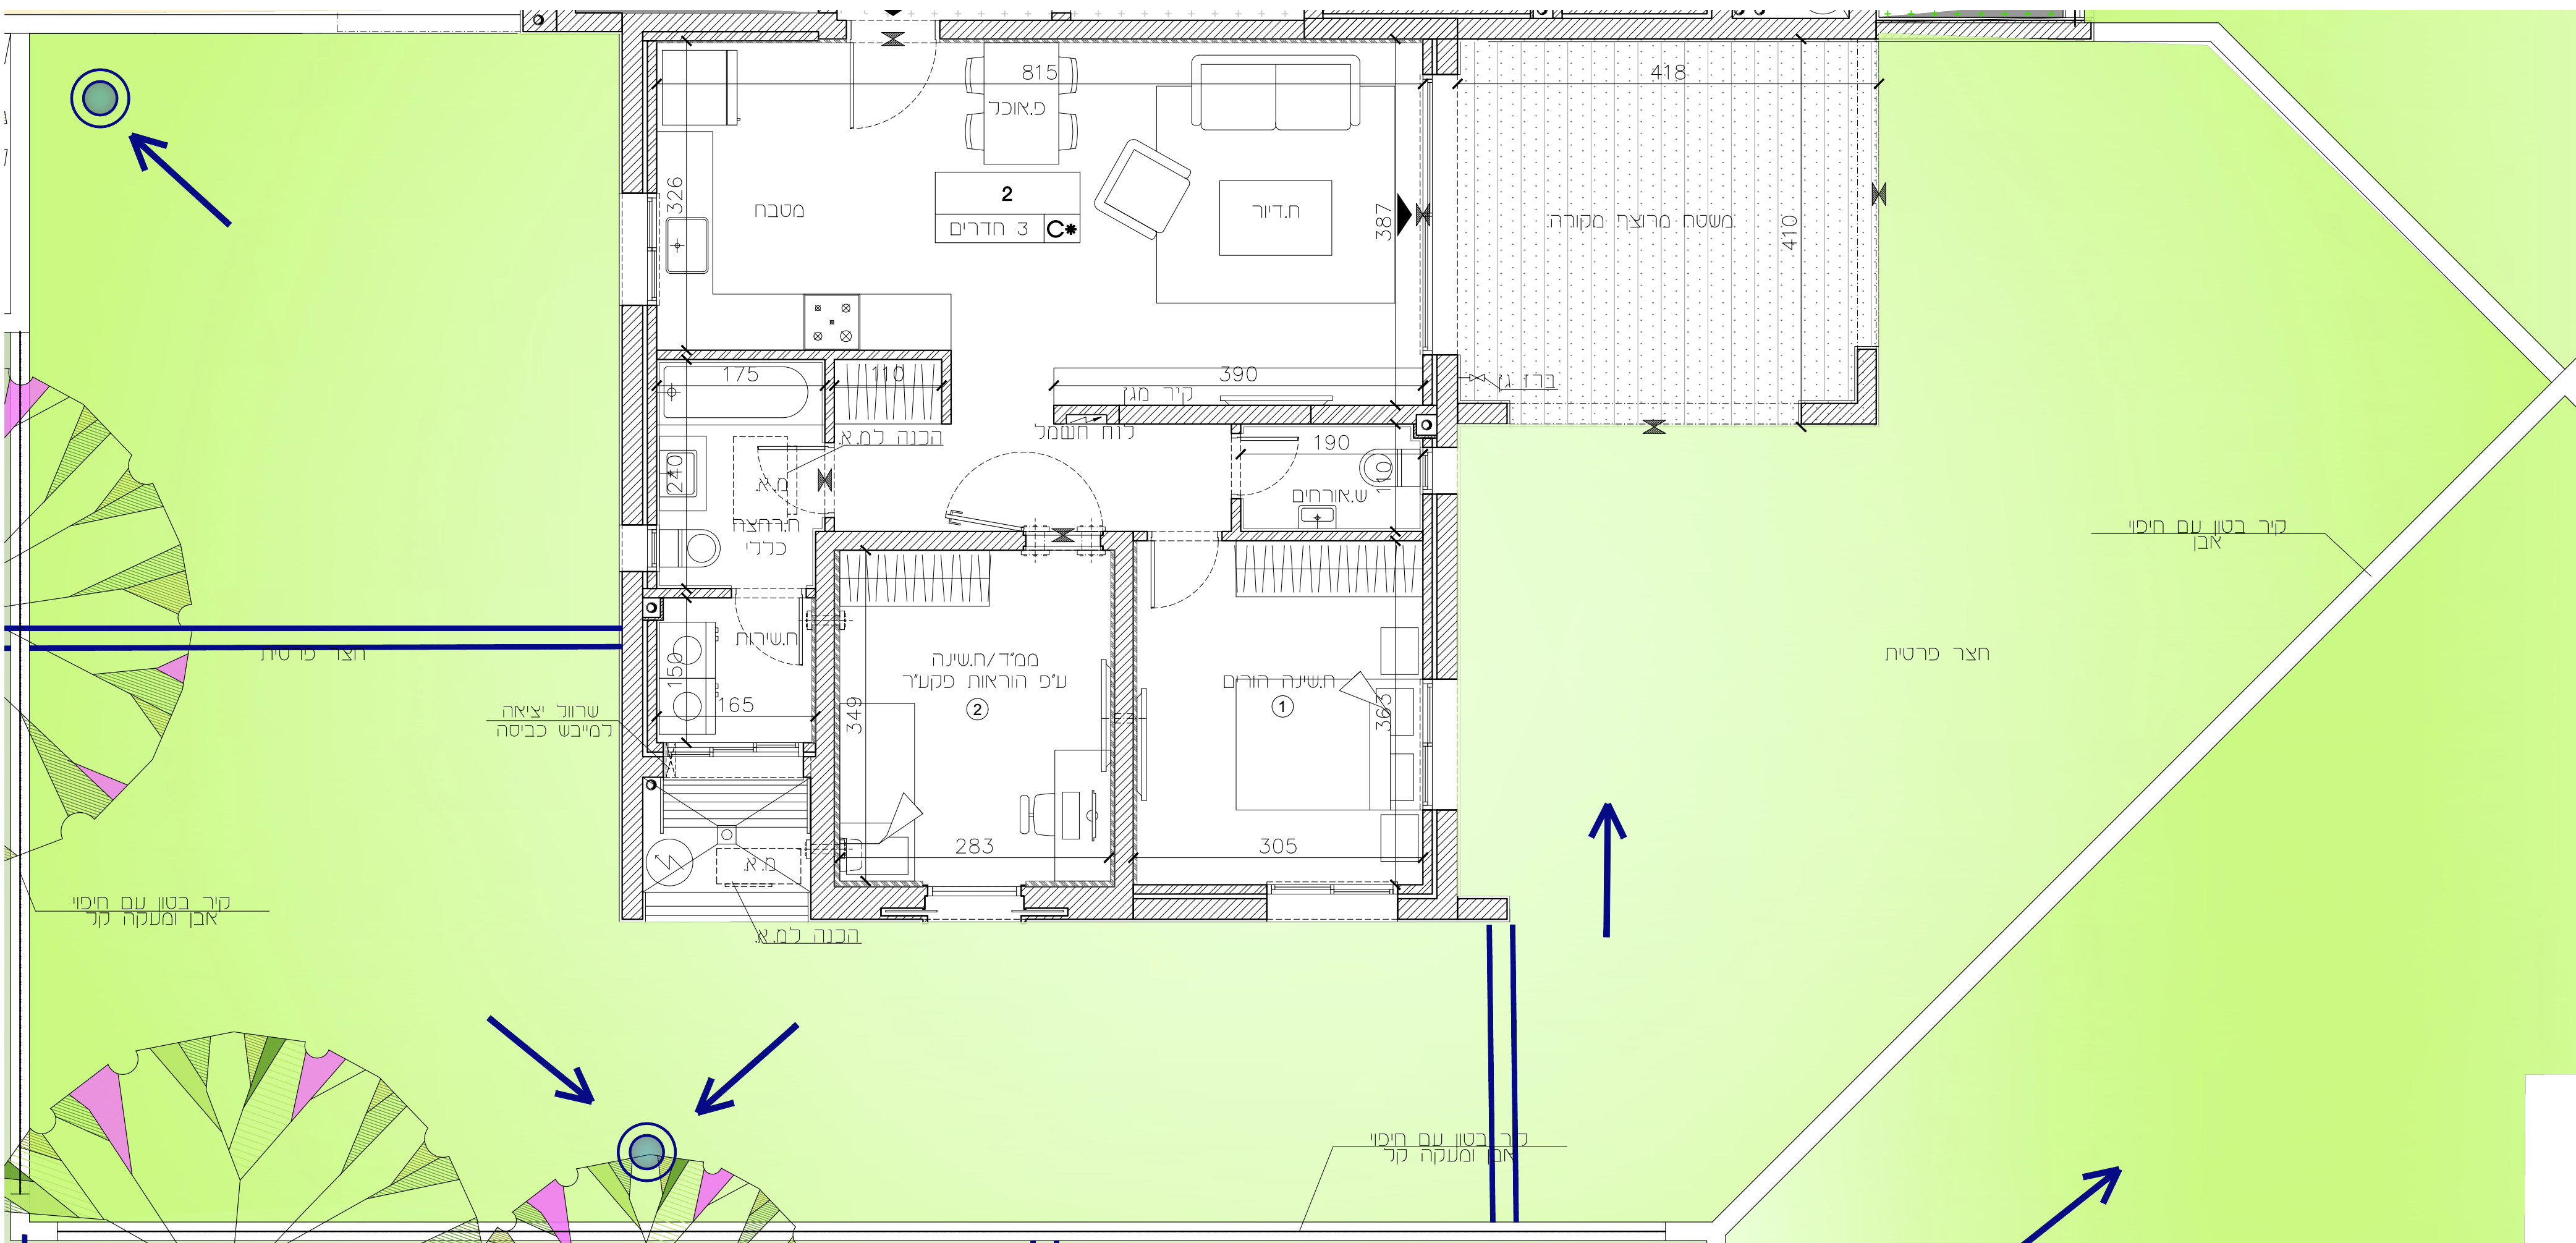 815
418
פ.אוכל
326
מטבח
2
3 חדרים C*
ח.דיור
387
משטח מרוצף מקורה
410
175
110
390
קיר מגן
ברז גן
לוח חשמל
הכנה למ.א.
240
מ.א.
ח.רחצה
כללי
190
110
ש.אורחים
קיר בטון עם חיפוי
אבן
חצר פרטית
ח.שירות
150
165
ממ"ד/ח.שינה
ע"פ הוראות פקע"ר
2
349
283
ח.שינה הורים
1
363
305
חצר פרטית
שרוול יציאה
למייבש כביסה
מ.א.
הכנה למ.א.
קיר בטון עם חיפוי
אבן ומעקה קל
קיר בטון עם חיפוי
אבן ומעקה קל